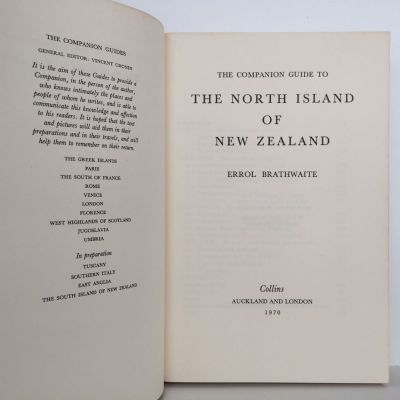 THE COMPANION GUIDES
GENERAL EDITOR: VINCENT CRONIN
It is the aim of these Guides to provide a
Companion, in the person of the author,
who knows intimately the places and
people of whom he writes, and is able to
communicate this knowledge and affection
to his readers. It is hoped that the text
and pictures will aid them in their
preparations and in their travels, and will
help them to remember on their return.
THE GREEK ISLANDS
PARIS
THE SOUTH OF FRANCE
ROME
VENICE
LONDON
FLORENCE
WEST HIGHLANDS OF SCOTLAND
JUGOSLAVIA
UMBRIA
In preparation
TUSCANY
SOUTHERN ITALY
EAST ANGLIA
THE SOUTH ISLAND OF NEW ZEALAND
THE COMPANION GUIDE TO
THE NORTH ISLAND
OF
NEW ZEALAND
ERROL BRATHWAITE
Collins
AUCKLAND AND LONDON
1970